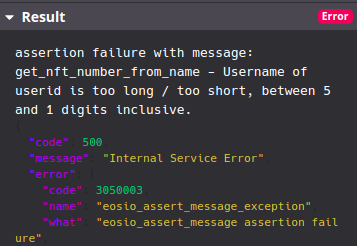 Result
Error
assertion failure with message:
get_nft_number_from_name - Username of
userid is too long / too short, between 5
and 1 digits inclusive.
{
"code": 500
"message" "Internal Service Error"
"error": {
"code" 3050003
"name" "eosio_assert_message_exception"
"what": "eosio_assert_message assertion fail
ure"